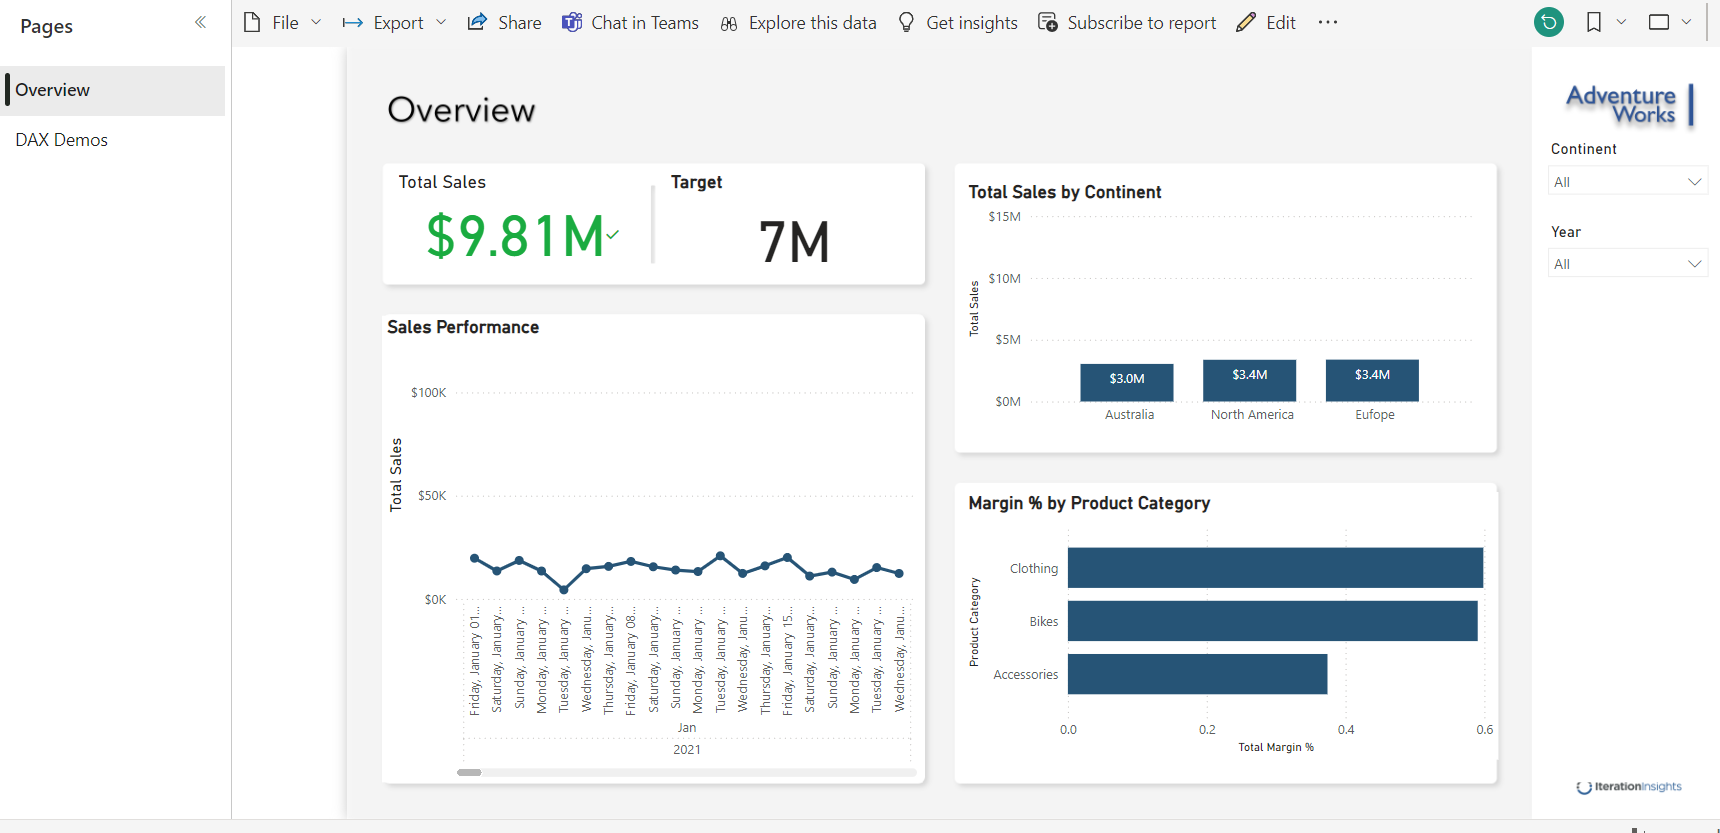 Pages
Overview
DAX Demos
File Export Share Chat in Teams Explore this data Get insights Subscribe to report Edit ...
Overview
Total Sales
$9.81M
Target
7M
Sales Performance
Total Sales
$100K
$50K
$0K
Friday, January 01...
Saturday, January...
Sunday, January ...
Monday, January ...
Tuesday, January ...
Wednesday, Janu...
Thursday, January...
Friday, January 08...
Saturday, January...
Sunday, January ...
Monday, January ...
Tuesday, January ...
Wednesday, Janu...
Thursday, January...
Friday, January 15...
Saturday, January...
Sunday, January ...
Monday, January ...
Tuesday, January ...
Wednesday, Janu...
Jan
2021
Total Sales by Continent
Total Sales
$15M
$10M
$5M
$0M
$3.0M
$3.4M
$3.4M
Australia
North America
Eufope
Margin % by Product Category
Product Category
Clothing
Bikes
Accessories
0.0 0.2 0.4 0.6
Total Margin %
Adventure
Works
Continent
All
Year
All
IterationInsights